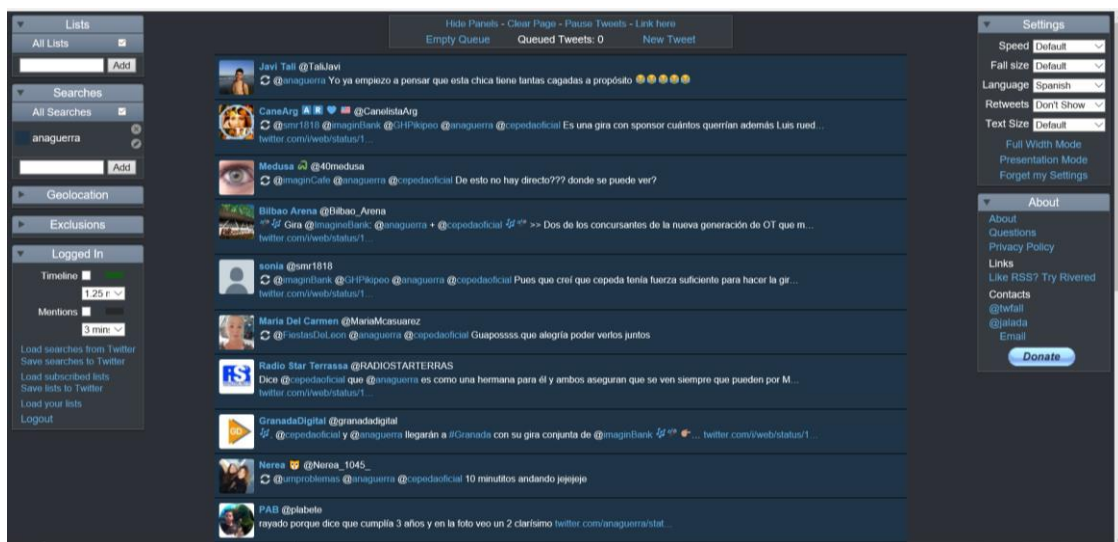 Lists
All Lists
Add
Searches
All Searches
anaguerra
Add
Geolocation
Exclusions
Logged In
Timeline
1.25 r
Mentions
3 mins
Load searches from Twitter
Save searches to Twitter
Load subscribed lists
Save lists to Twitter
Load your lists
Logout
Hide Panels - Clear Page - Pause Tweets - Link here
Empty Queue Queued Tweets: 0 New Tweet
Javi Tali @TaliJavi
@anaguerra Yo ya empiezo a pensar que esta chica tiene tantas cagadas a propósito 😂😂😂😂😂
CaneArg 🇦 🇷 💙 @CanelistaArg
@smr1818 @imaginBank @GHPikipeo @anaguerra @cepedaoficial Es una gira con sponsor cuántos querrían además Luis rued...
twitter.com/i/web/status/1...
Medusa @40medusa
@imaginCafe @anaguerra @cepedaoficial De esto no hay directo??? donde se puede ver?
Bilbao Arena @Bilbao_Arena
Gira @ImagineBank: @anaguerra + @cepedaoficial >> Dos de los concursantes de la nueva generación de OT que m...
twitter.com/i/web/status/1...
sonia @smr1818
@imaginBank @GHPikipeo @anaguerra @cepedaoficial Pues que creí que cepeda tenía fuerza suficiente para hacer la gir...
twitter.com/i/web/status/1...
Maria Del Carmen @MariaMcasuarez
@FiestasDeLeon @anaguerra @cepedaoficial Guapossss que alegría poder verlos juntos
Radio Star Terrassa @RADIOSTARTERRAS
Dice @cepedaoficial que @anaguerra es como una hermana para él y ambos aseguran que se ven siempre que pueden por M...
twitter.com/i/web/status/1...
GD
GranadaDigital @granadadigital
. @cepedaoficial y @anaguerra llegarán a #Granada con su gira conjunta de @imaginBank ... twitter.com/i/web/status/1...
Nerea @Nerea_1045_
@umproblemas @anaguerra @cepedaoficial 10 minutitos andando jejejeje
PAB @plabete
rayado porque dice que cumplía 3 años y en la foto veo un 2 clarísimo twitter.com/anaguerra/stat...
Settings
Speed Default
Fall size Default
Language Spanish
Retweets Don't Show
Text Size Default
Full Width Mode
Presentation Mode
Forget my Settings
About
About
Questions
Privacy Policy
Links
Like RSS? Try Rivered
Contacts
@twfall
@jalada
Email
Donate